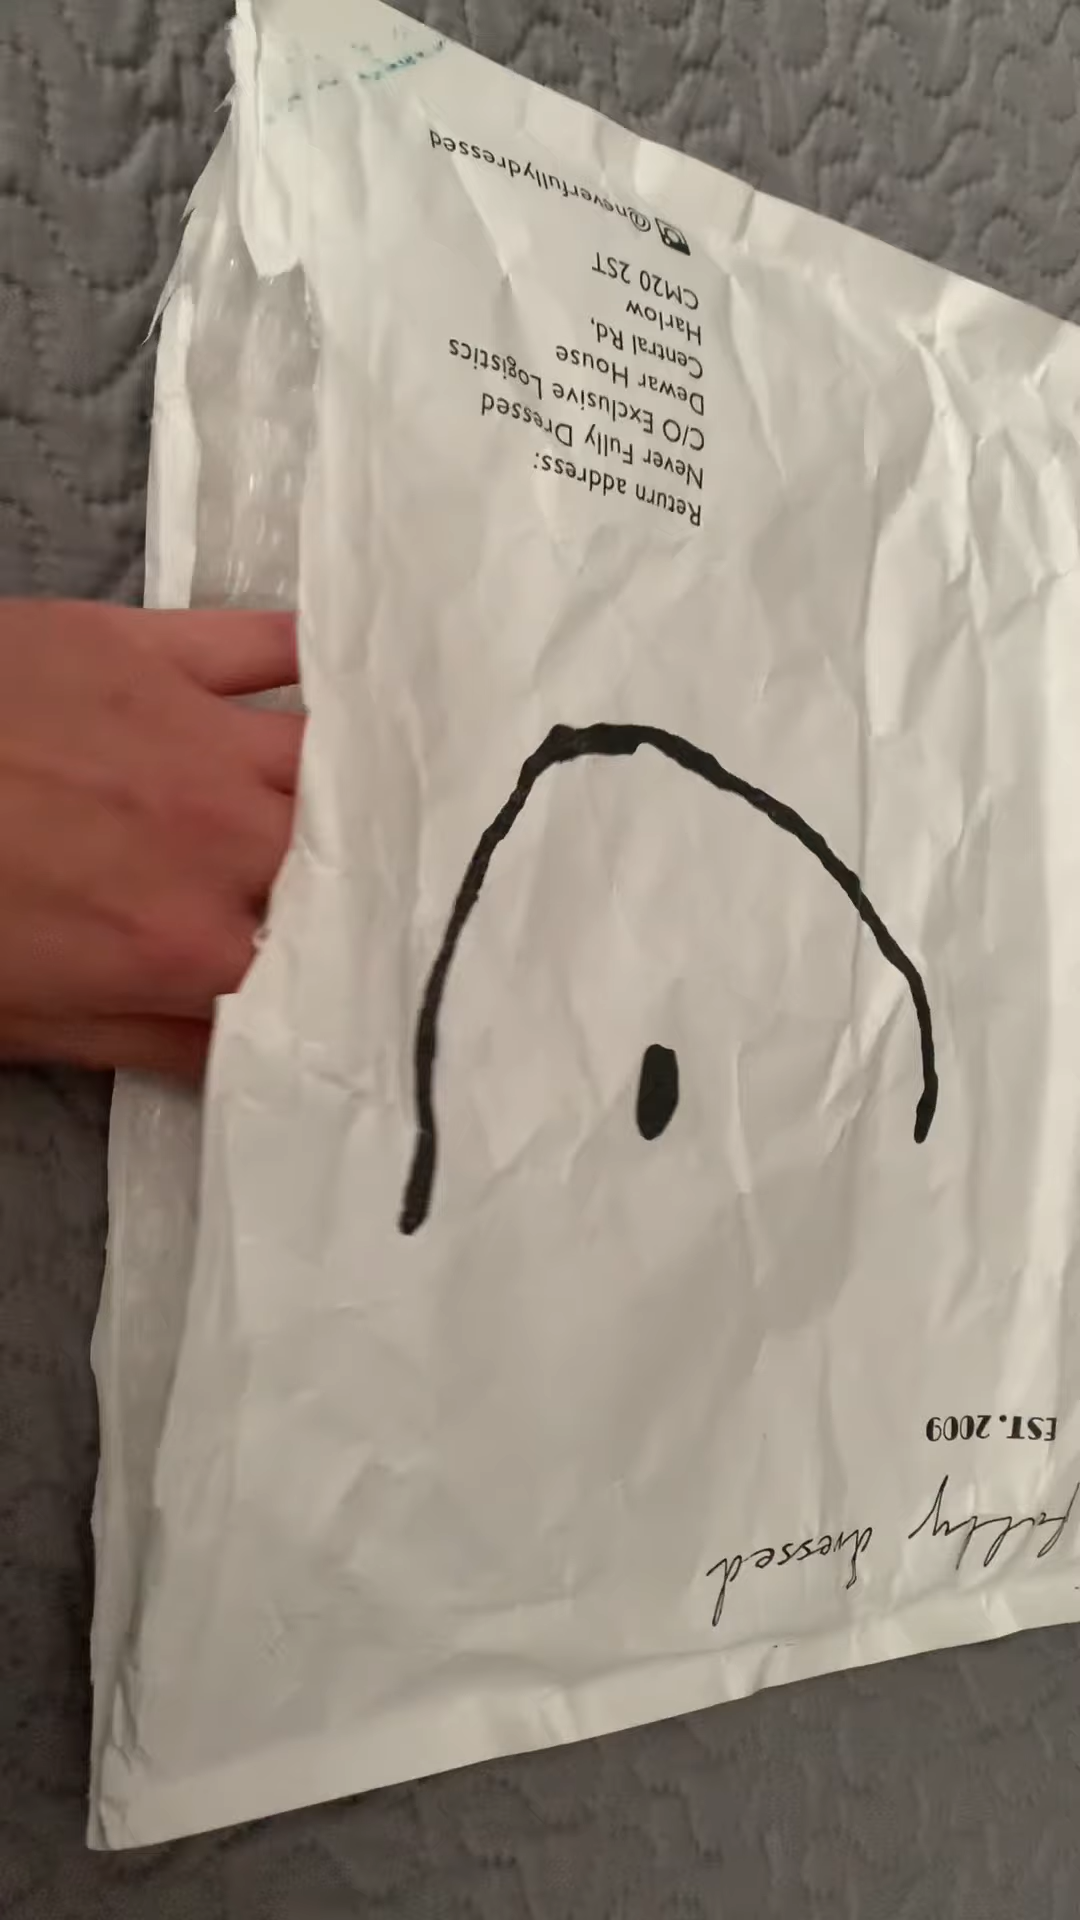 fully dressed
EST. 2009
Return address:
Never Fully Dressed
C/O Exclusive Logistics
Dewar House
Central Rd,
Harlow
CM20 2ST
@neverfullydressed